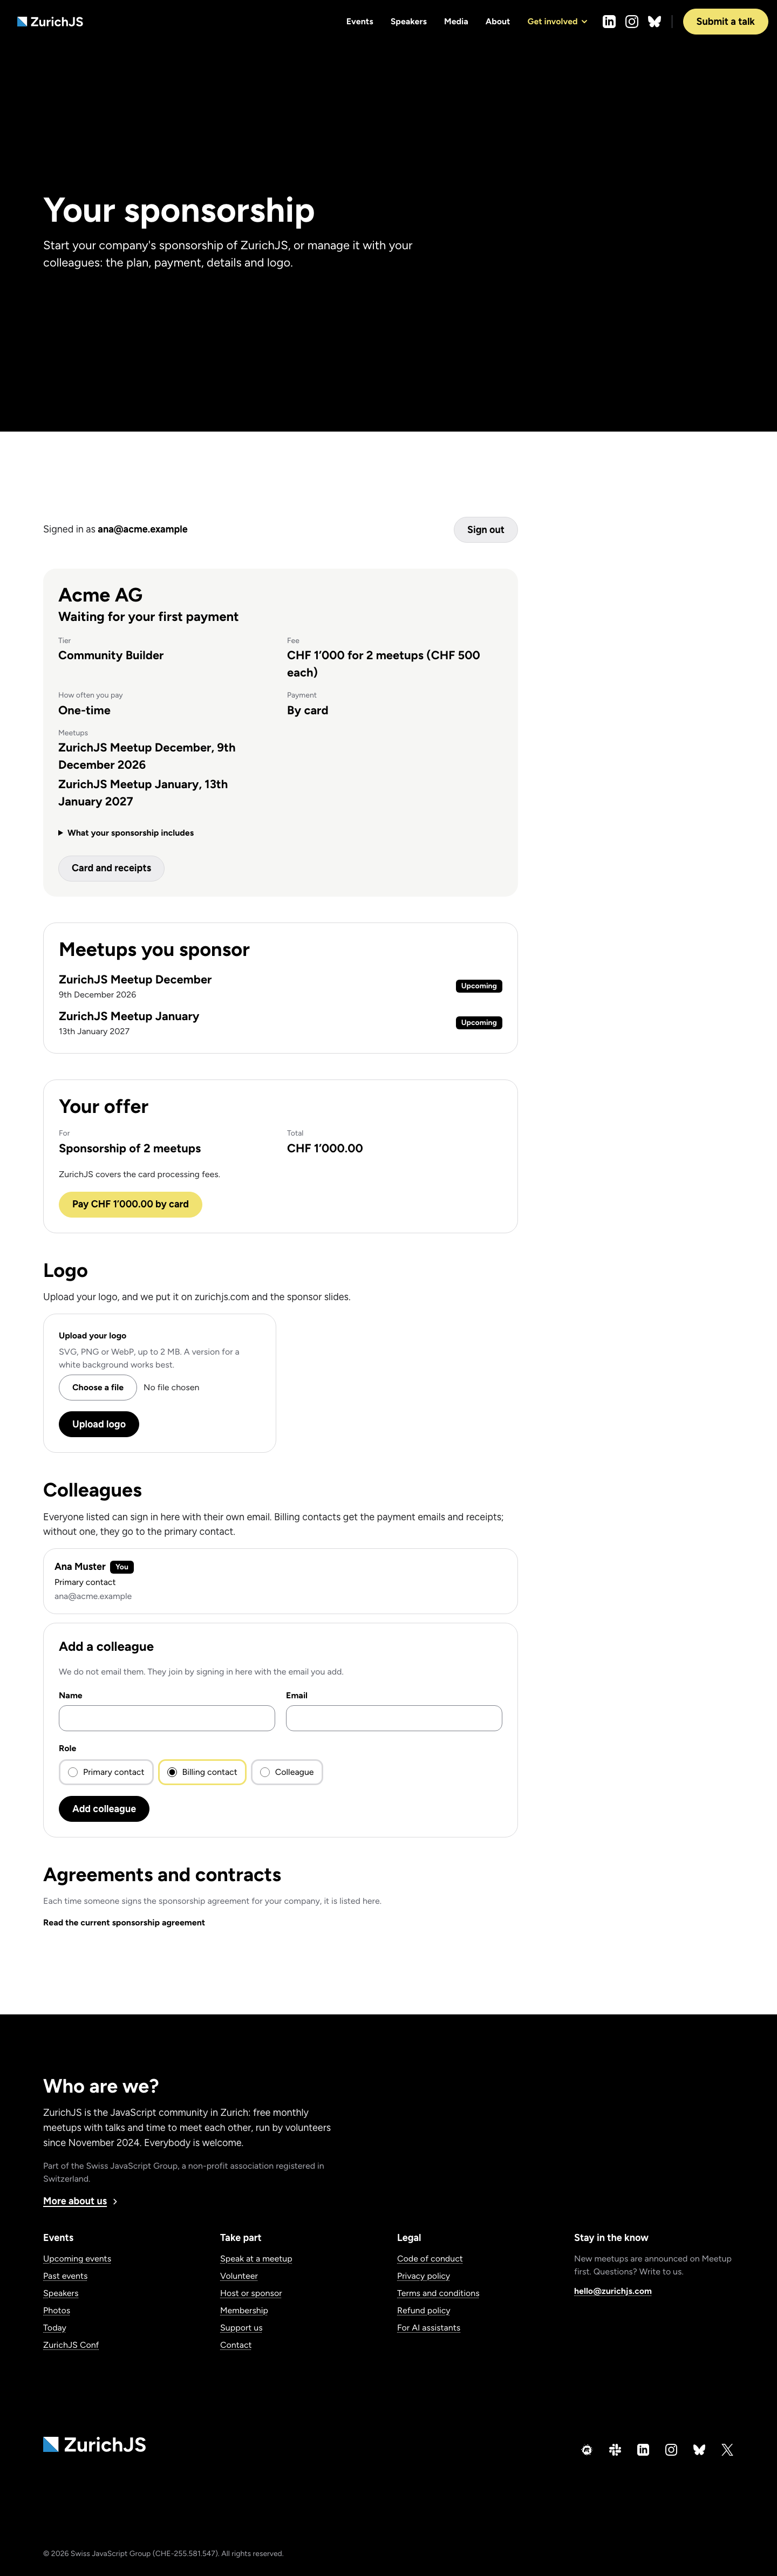 ZurichJS
Events
Speakers
Media
About
Get involved
Submit a talk
Your sponsorship
Start your company's sponsorship of ZurichJS, or manage it with your
colleagues: the plan, payment, details and logo.
Signed in as ana@acme.example
Sign out
Acme AG
Waiting for your first payment
Tier
Community Builder
Fee
CHF 1’000 for 2 meetups (CHF 500
each)
How often you pay
One-time
Payment
By card
Meetups
ZurichJS Meetup December, 9th
December 2026
ZurichJS Meetup January, 13th
January 2027
What your sponsorship includes
Card and receipts
Meetups you sponsor
ZurichJS Meetup December
9th December 2026
Upcoming
ZurichJS Meetup January
13th January 2027
Upcoming
Your offer
For
Sponsorship of 2 meetups
Total
CHF 1’000.00
ZurichJS covers the card processing fees.
Pay CHF 1’000.00 by card
Logo
Upload your logo, and we put it on zurichjs.com and the sponsor slides.
Upload your logo
SVG, PNG or WebP, up to 2 MB. A version for a
white background works best.
Choose a file
No file chosen
Upload logo
Colleagues
Everyone listed can sign in here with their own email. Billing contacts get the payment emails and receipts;
without one, they go to the primary contact.
Ana Muster
You
Primary contact
ana@acme.example
Add a colleague
We do not email them. They join by signing in here with the email you add.
Name
Email
Role
Primary contact
Billing contact
Colleague
Add colleague
Agreements and contracts
Each time someone signs the sponsorship agreement for your company, it is listed here.
Read the current sponsorship agreement
Who are we?
ZurichJS is the JavaScript community in Zurich: free monthly
meetups with talks and time to meet each other, run by volunteers
since November 2024. Everybody is welcome.
Part of the Swiss JavaScript Group, a non-profit association registered in
Switzerland.
More about us
Events
Upcoming events
Past events
Speakers
Photos
Today
ZurichJS Conf
Take part
Speak at a meetup
Volunteer
Host or sponsor
Membership
Support us
Contact
Legal
Code of conduct
Privacy policy
Terms and conditions
Refund policy
For AI assistants
Stay in the know
New meetups are announced on Meetup
first. Questions? Write to us.
hello@zurichjs.com
ZurichJS
© 2026 Swiss JavaScript Group (CHE-255.581.547). All rights reserved.